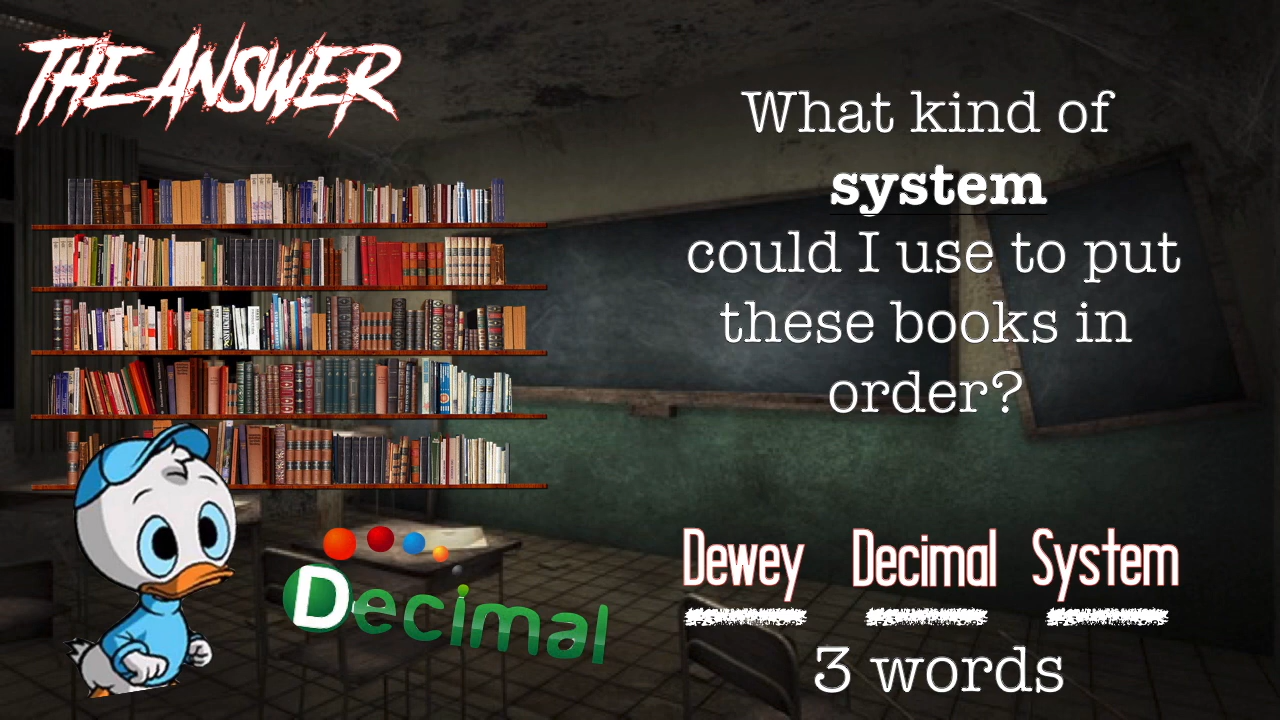 THE ANSWER
What kind of
system
could I use to put
these books in
order?
Decimal
Dewey Decimal System
3 words